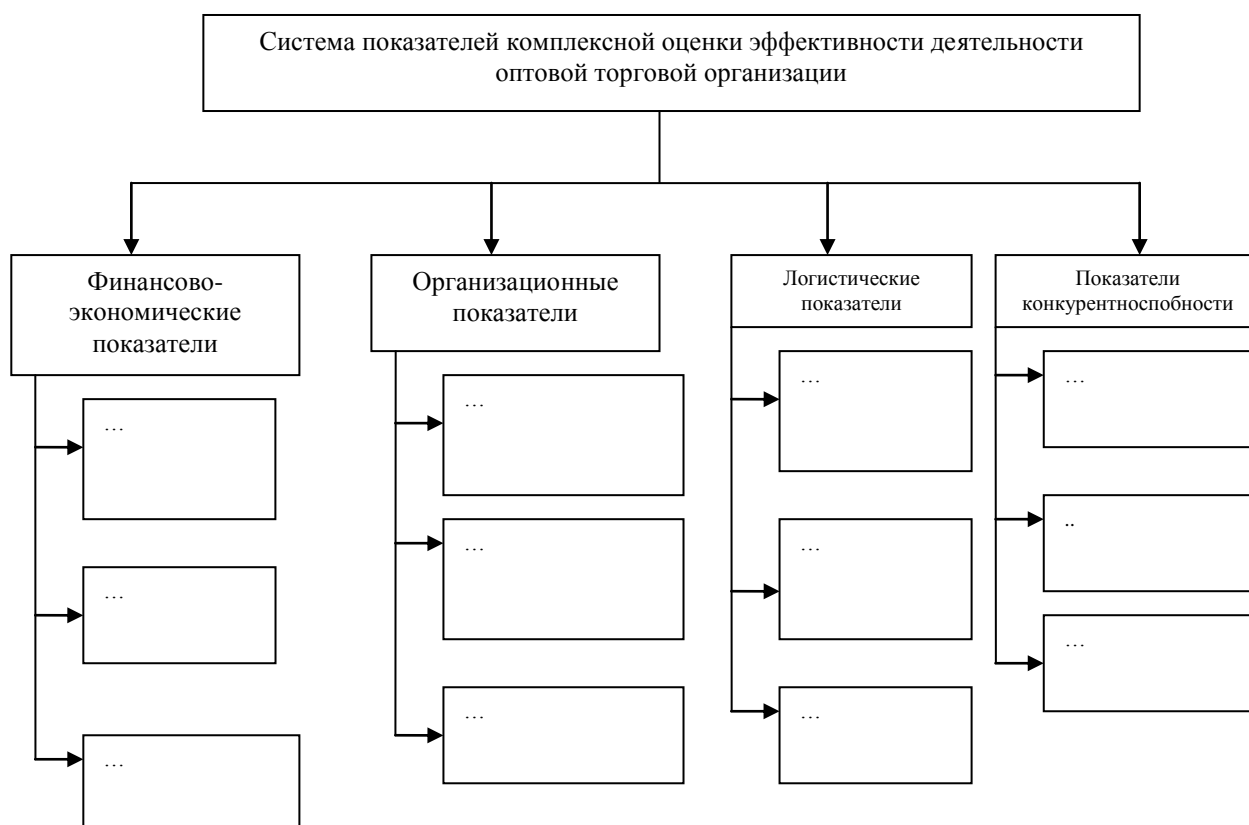 Система показателей комплексной оценки эффективности деятельности
оптовой торговой организации
Финансово-
экономические
показатели
Организационные
показатели
Логистические
показатели
Показатели
конкурентноспобности
…
…
…
…
…
…
…
…
…
…
..
…